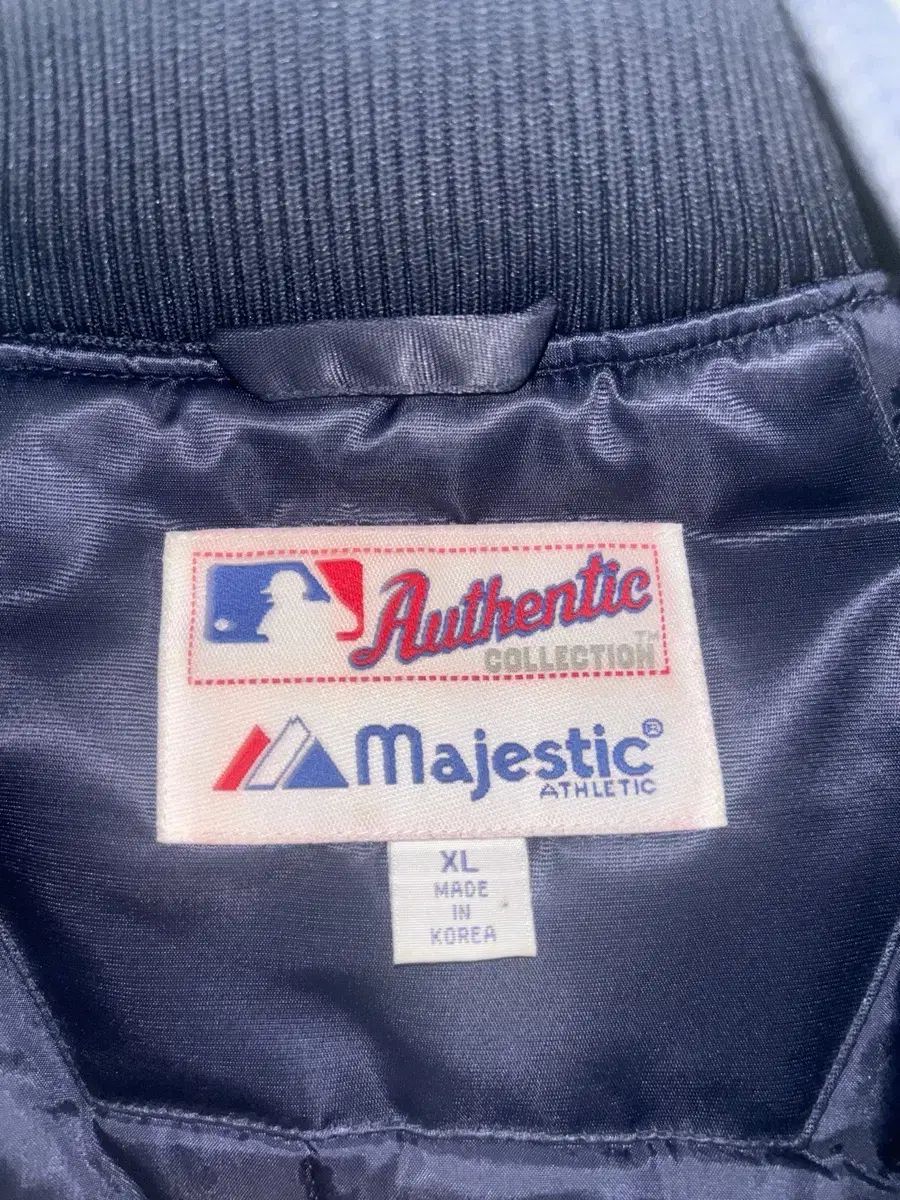 Authentic
COLLECTION™
Majestic®
ATHLETIC
XL
MADE
IN
KOREA